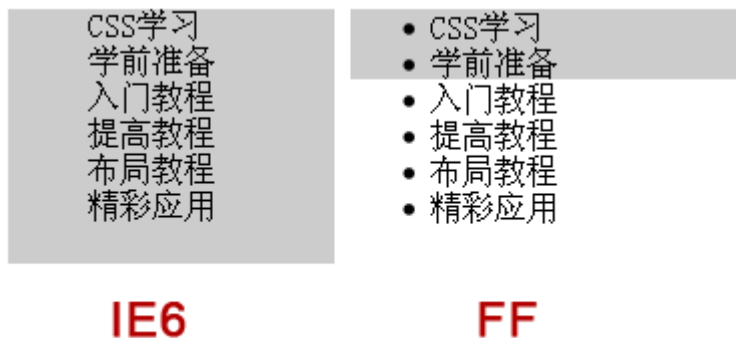 CSS学习
学前准备
入门教程
提高教程
布局教程
精彩应用
IE6
CSS学习
学前准备
入门教程
提高教程
布局教程
精彩应用
FF